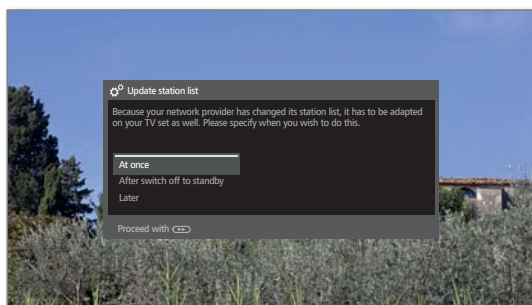 Update station list
Because your network provider has changed its station list, it has to be adapted
on your TV set as well. Please specify when you wish to do this.
At once
After switch off to standby
Later
Proceed with